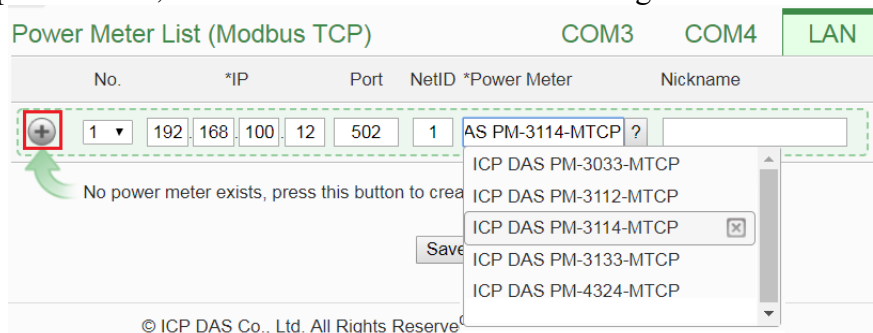 Power Meter List (Modbus TCP) COM3 COM4 LAN
No. *IP Port NetID *Power Meter Nickname
1 192 . 168 . 100 . 12 502 1 AS PM-3114-MTCP ?
ICP DAS PM-3033-MTCP
No power meter exists, press this button to crea
ICP DAS PM-3112-MTCP
ICP DAS PM-3114-MTCP
Save
ICP DAS PM-3133-MTCP
ICP DAS PM-4324-MTCP
© ICP DAS Co., Ltd. All Rights Reserve